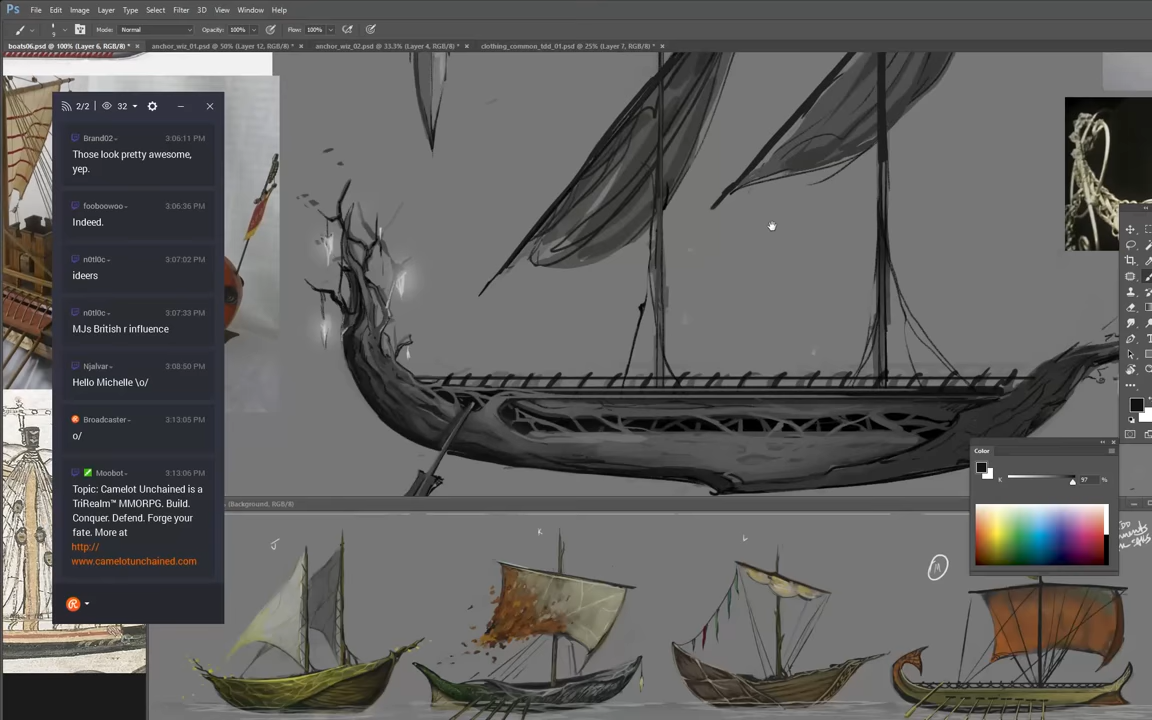 Ps File Edit Image Layer Type Select Filter 3D View Window Help
Mode: Normal Opacity: 100% Flow: 100%
boats06.psd @ 100% (Layer 6, RGB/8) * × anchor_wiz_01.psd @ 50% (Layer 12, RGB/8) * × anchor_wiz_02.psd @ 33.3% (Layer 4, RGB/8) * × clothing_common_tdd_01.psd @ 25% (Layer 7, RGB/8) * ×
2/2 32
Brand02 3:06:11 PM
Those look pretty awesome,
yep.
fooboowoo 3:06:36 PM
Indeed.
n0tl0c 3:07:02 PM
ideers
n0tl0c 3:07:33 PM
MJs British r influence
Njalvar 3:08:50 PM
Hello Michelle \o/
Broadcaster 3:13:05 PM
o/
Moobot 3:13:06 PM
Topic: Camelot Unchained is a
TriRealm™ MMORPG. Build.
Conquer. Defend. Forge your
fate. More at
http://
www.camelotunchained.com
Color
K 97 %
(Background, RGB/8)
J K L M